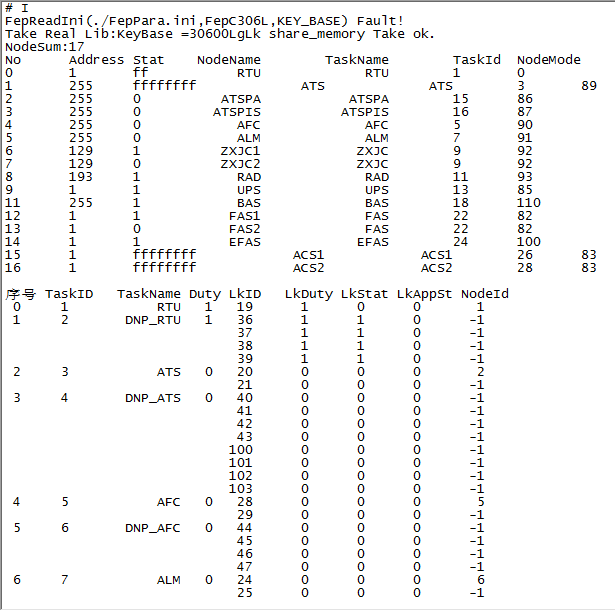 # I
FepReadIni(./FepPara.ini,FepC306L,KEY_BASE) Fault!
Take Real Lib:KeyBase =30600LgLk share_memory Take ok.
NodeSum:17
No Address Stat NodeName TaskName TaskId NodeMode
0 1 ff RTU RTU 1 0
1 255 ffffffff ATS ATS 3 89
2 255 0 ATSPA ATSPA 15 86
3 255 0 ATSPIS ATSPIS 16 87
4 255 0 AFC AFC 5 90
5 255 0 ALM ALM 7 91
6 129 1 ZXJC1 ZXJC 9 92
7 129 0 ZXJC2 ZXJC 9 92
8 193 1 RAD RAD 11 93
9 1 1 UPS UPS 13 85
11 255 1 BAS BAS 18 110
12 1 1 FAS1 FAS 22 82
13 1 0 FAS2 FAS 22 82
14 1 1 EFAS EFAS 24 100
15 1 ffffffff ACS1 ACS1 26 83
16 1 ffffffff ACS2 ACS2 28 83
序号 TaskID TaskName Duty LkID LkDuty LkStat LkAppSt NodeId
0 1 RTU 1 19 1 0 0 1
1 2 DNP_RTU 1 36 1 1 0 -1
37 1 1 0 -1
38 1 1 0 -1
39 1 1 0 -1
2 3 ATS 0 20 0 0 0 2
21 0 0 0 -1
3 4 DNP_ATS 0 40 0 0 0 -1
41 0 0 0 -1
42 0 0 0 -1
43 0 0 0 -1
100 0 0 0 -1
101 0 0 0 -1
102 0 0 0 -1
103 0 0 0 -1
4 5 AFC 0 28 0 0 0 5
29 0 0 0 -1
5 6 DNP_AFC 0 44 0 0 0 -1
45 0 0 0 -1
46 0 0 0 -1
47 0 0 0 -1
6 7 ALM 0 24 0 0 0 6
25 0 0 0 -1